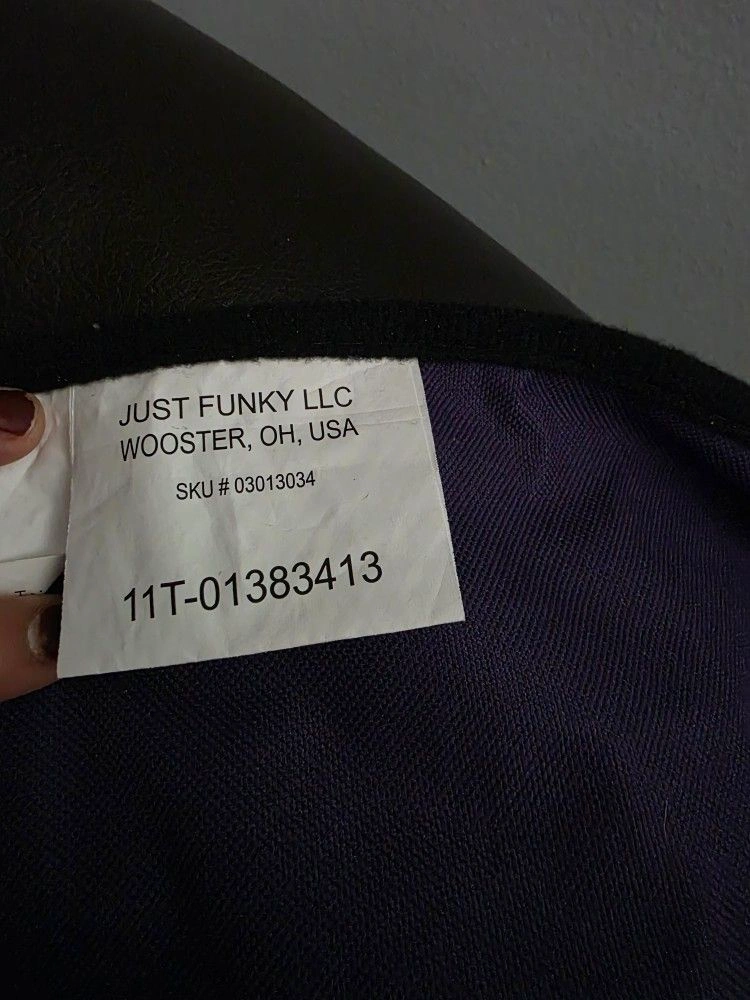 JUST FUNKY LLC
WOOSTER, OH, USA
SKU # 03013034
11T-01383413